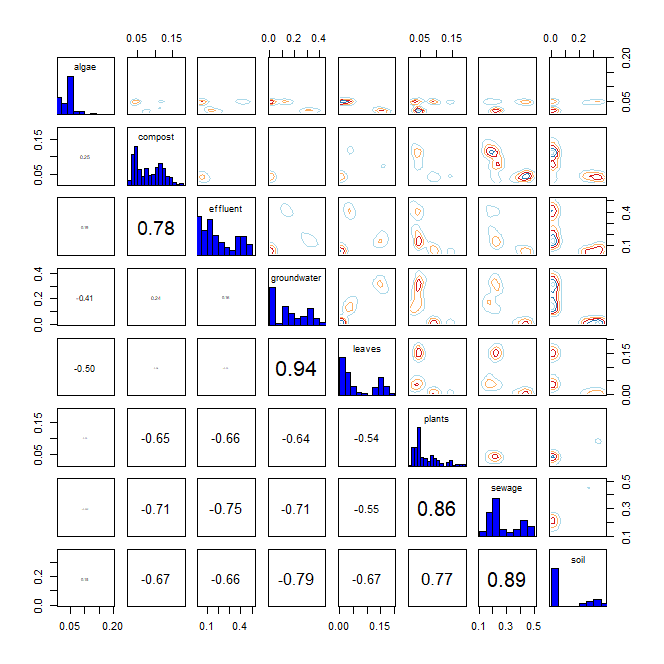 0.05 0.15 0.0 0.2 0.4 0.05 0.15 0.0 0.2
algae
0.05 0.20
compost
0.05 0.15
0.25
effluent
0.1 0.4
0.78
groundwater
0.0 0.2 0.4
-0.41
0.24
leaves
0.00 0.15
-0.50
0.94
plants
0.05 0.15
-0.65 -0.66 -0.64 -0.54
sewage
0.1 0.3 0.5
-0.71 -0.75 -0.71 -0.55 0.86
soil
0.0 0.2
-0.67 -0.66 -0.79 -0.67 0.77 0.89
0.05 0.20 0.1 0.4 0.00 0.15 0.1 0.3 0.5